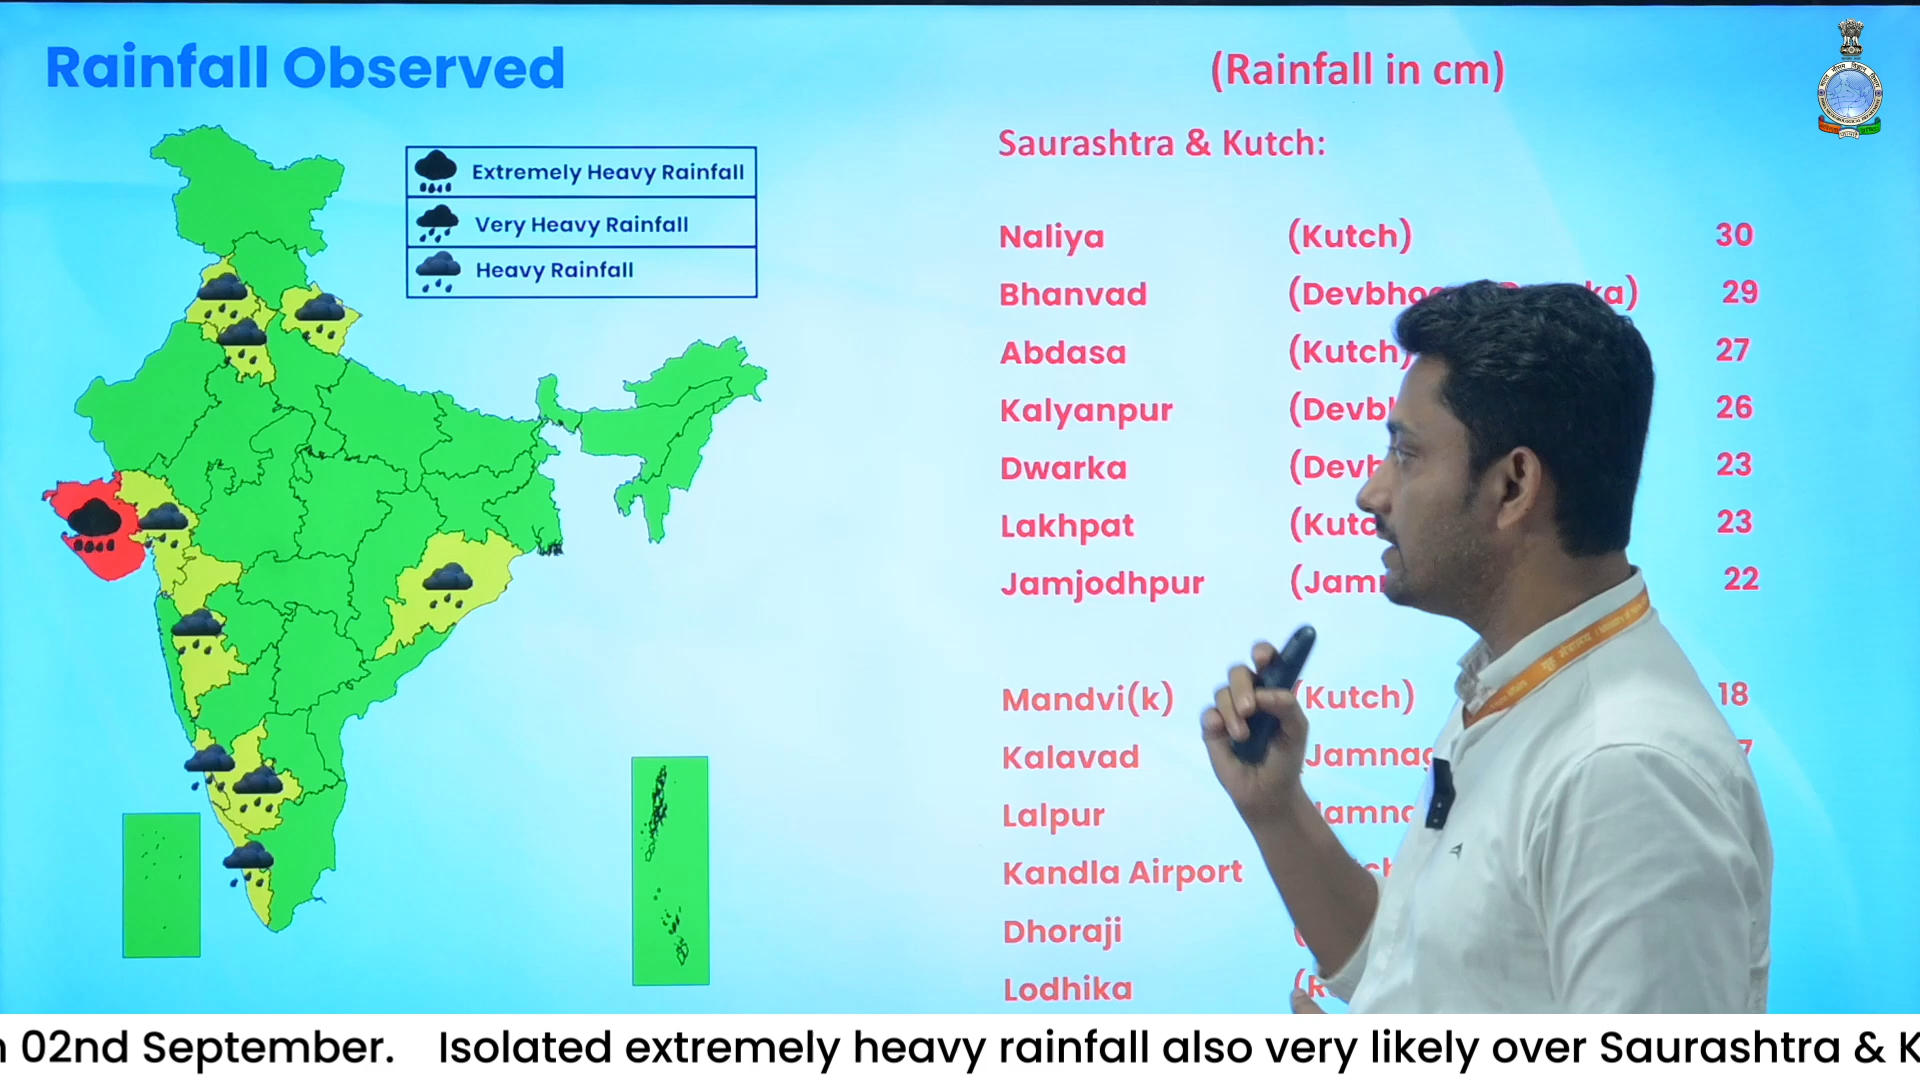 Rainfall Observed
(Rainfall in cm)
Extremely Heavy Rainfall
Very Heavy Rainfall
Heavy Rainfall
Saurashtra & Kutch:
Naliya (Kutch) 30
Bhanvad 29
Abdasa (Kutch) 27
Kalyanpur 26
Dwarka 23
Lakhpat 23
Jamjodhpur 22
Mandvi(k) (Kutch) 18
Kalavad
Lalpur
Kandla Airport
Dhoraji
Lodhika
02nd September. Isolated extremely heavy rainfall also very likely over Saurashtra & K